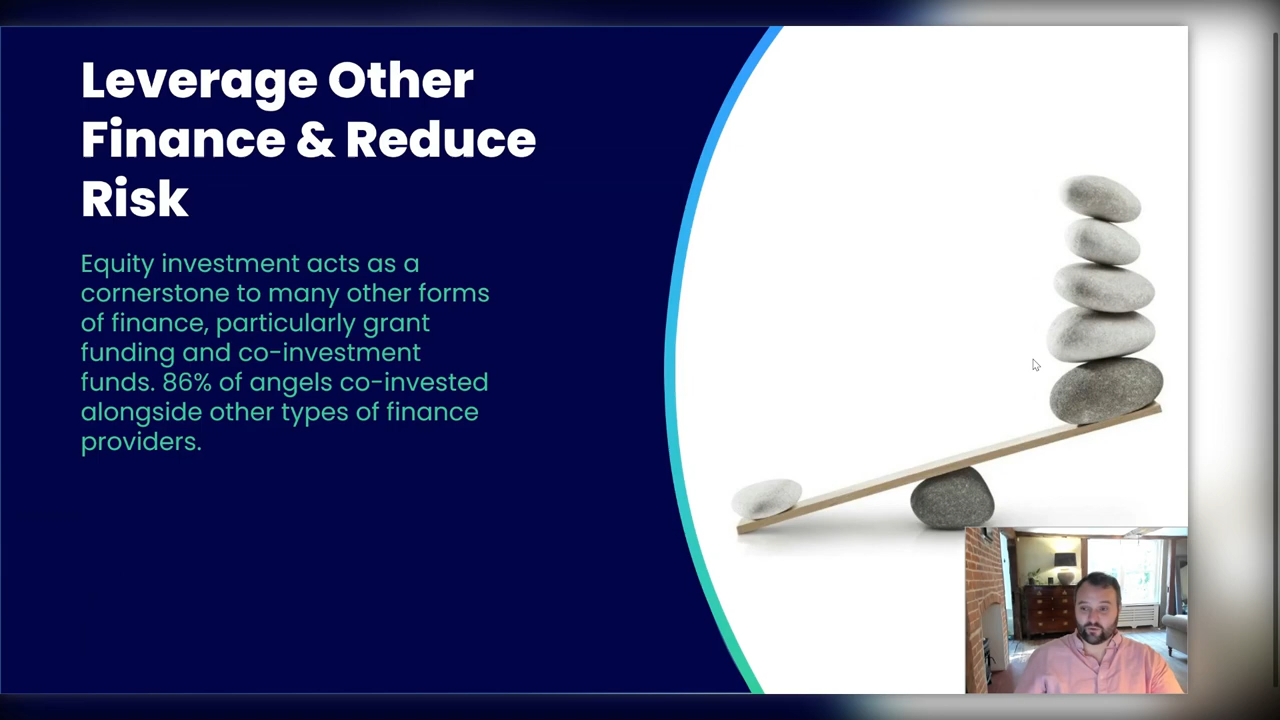 Leverage Other
Finance & Reduce
Risk
Equity investment acts as a
cornerstone to many other forms
of finance, particularly grant
funding and co-investment
funds. 86% of angels co-invested
alongside other types of finance
providers.